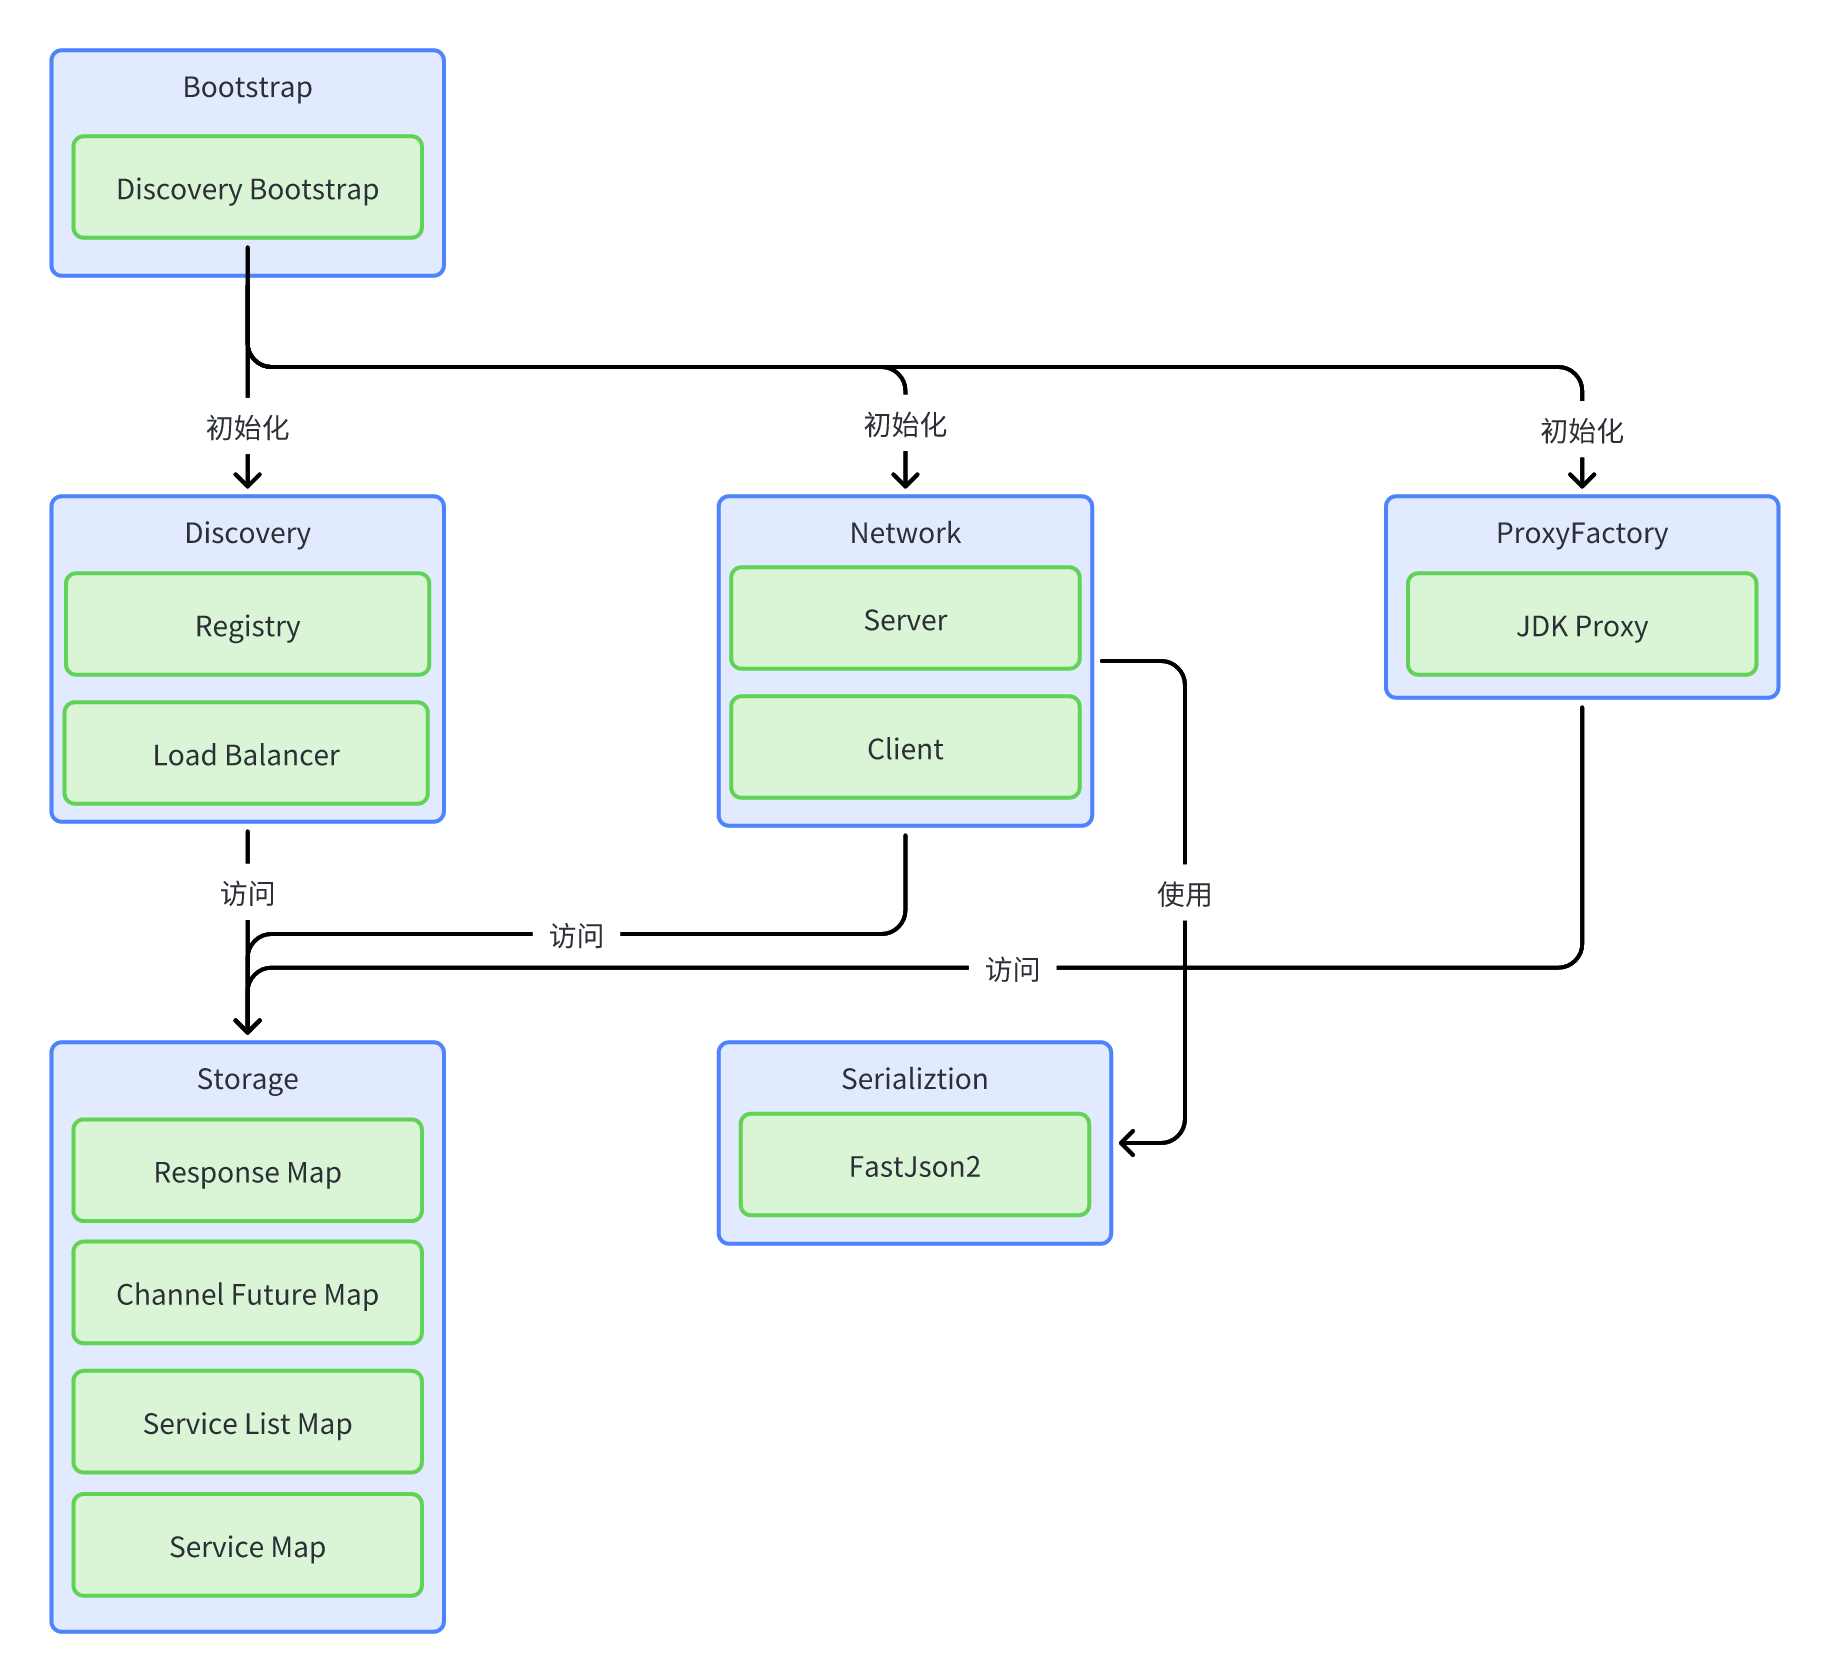 Bootstrap
Discovery Bootstrap
初始化
初始化
初始化
Discovery
Registry
Load Balancer
Network
Server
Client
ProxyFactory
JDK Proxy
访问
访问
访问
使用
Storage
Response Map
Channel Future Map
Service List Map
Service Map
Serializtion
FastJson2